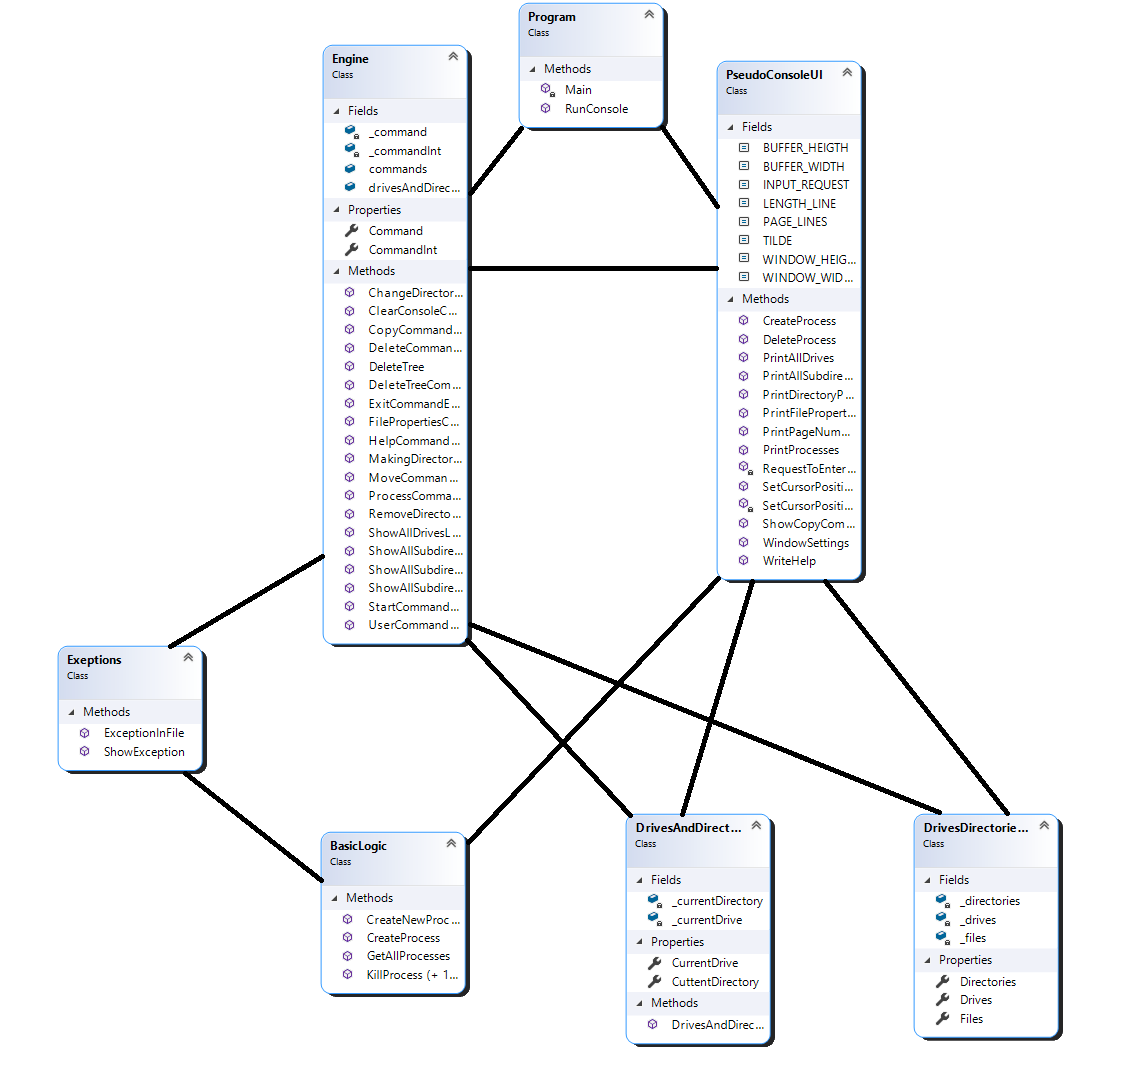 Program
Class
Methods
Main
RunConsole
Engine
Class
Fields
_command
_commandInt
commands
drivesAndDirec...
Properties
Command
CommandInt
Methods
ChangeDirector...
ClearConsoleC...
CopyCommand...
DeleteComman...
DeleteTree
DeleteTreeCom...
ExitCommandE...
FilePropertiesC...
HelpCommand...
MakingDirector...
MoveComman...
ProcessComma...
RemoveDirecto...
ShowAllDrivesL...
ShowAllSubdire...
ShowAllSubdire...
ShowAllSubdire...
StartCommand...
UserCommand...
PseudoConsoleUI
Class
Fields
BUFFER_HEIGTH
BUFFER_WIDTH
INPUT_REQUEST
LENGTH_LINE
PAGE_LINES
TILDE
WINDOW_HEIG...
WINDOW_WID...
Methods
CreateProcess
DeleteProcess
PrintAllDrives
PrintAllSubdire...
PrintDirectoryP...
PrintFilePropert...
PrintPageNum...
PrintProcesses
RequestToEnter...
SetCursorPositi...
SetCursorPositi...
ShowCopyCom...
WindowSettings
WriteHelp
Exeptions
Class
Methods
ExceptionInFile
ShowException
BasicLogic
Class
Methods
CreateNewProc...
CreateProcess
GetAllProcesses
KillProcess (+ 1...
DrivesAndDirect...
Class
Fields
_currentDirectory
_currentDrive
Properties
CurrentDrive
CuttentDirectory
Methods
DrivesAndDirec...
DrivesDirectorie...
Class
Fields
_directories
_drives
_files
Properties
Directories
Drives
Files